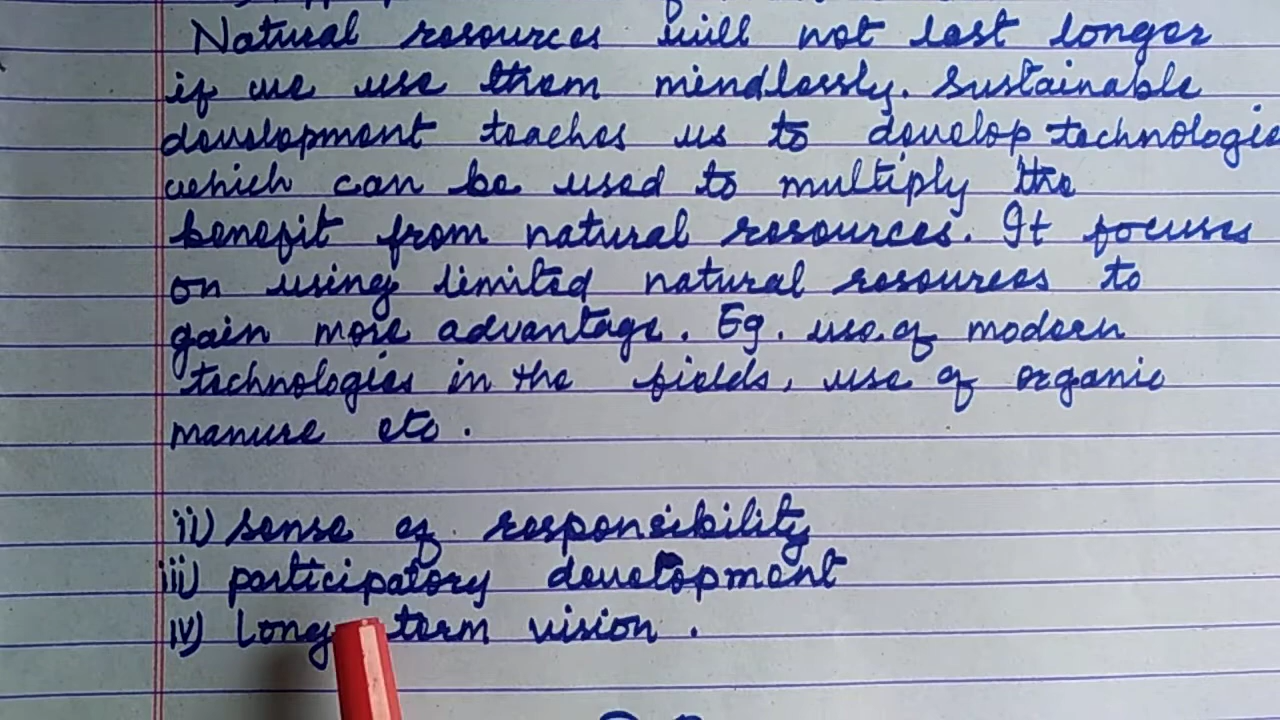 Natural resources will not last longer
if we use them mindlessly. Sustainable
development teaches us to develop technologie
which can be used to multiply the
benefit from natural resources. It focuses
on using limited natural resources to
gain more advantage. Eg. use of modern
technologies in the fields, use of organic
manure etc.
ii) sense of responsibility
iii) participatory development
iv) Long term vision.